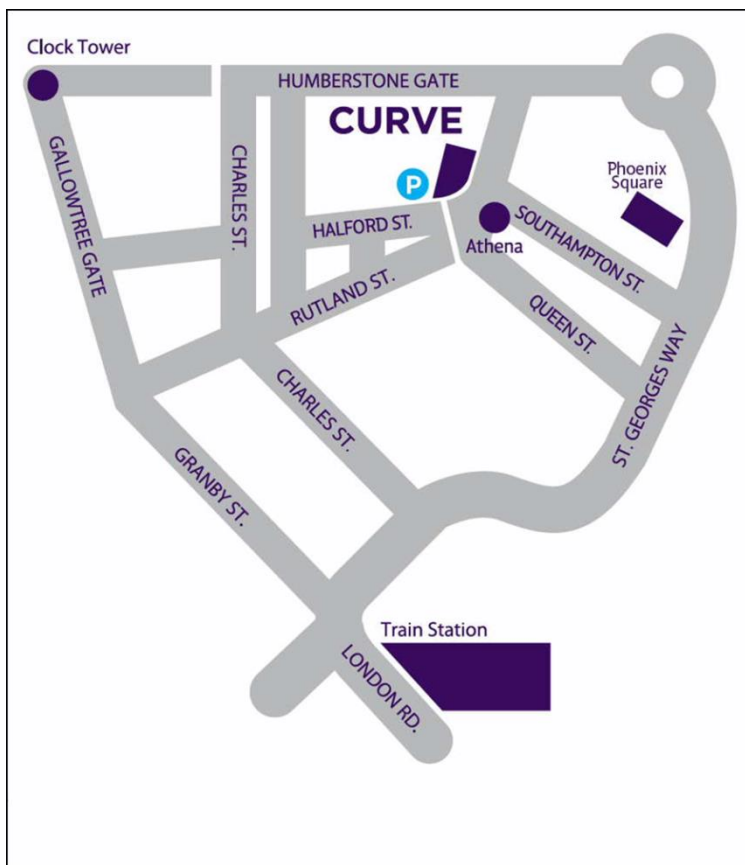 Clock Tower
HUMBERSTONE GATE
CURVE
P
Phoenix
Square
GALLOWTREE GATE
CHARLES ST.
HALFORD ST.
Athena
SOUTHAMPTON ST.
RUTLAND ST.
QUEEN ST.
ST. GEORGES WAY
CHARLES ST.
GRANBY ST.
Train Station
LONDON RD.